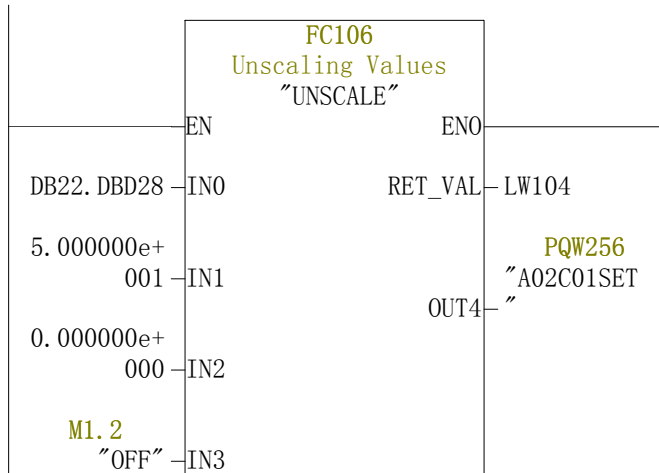 FC106
Unscaling Values
"UNSCALE"
EN ENO
DB22.DBD28 IN0 RET_VAL LW104
5.000000e+
001 IN1
PQW256
"A02C01SET
"
OUT4
0.000000e+
000 IN2
M1.2
"OFF" IN3